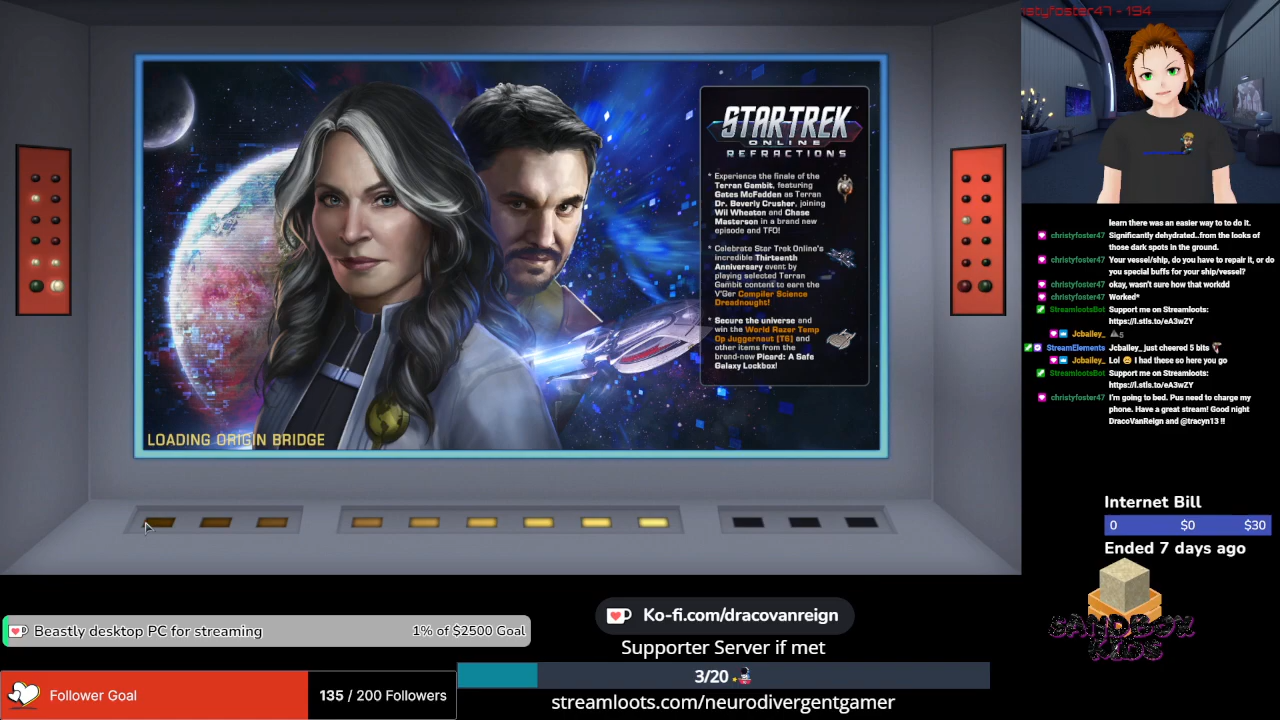 STAR TREK
ONLINE
REFRACTIONS
* Experience the finale of the
Terran Gambit, featuring
Gates McFadden as Terran
Dr. Beverly Crusher, joining
Wil Wheaton and Chase
Masterson in a brand new
episode and TFO!
* Celebrate Star Trek Online's
incredible Thirteenth
Anniversary event by
playing selected Terran
Gambit content to earn the
V'Ger Compiler Science
Dreadnought!
* Secure the universe and
win the World Razer Temp
Op Juggernaut [T6] and
other items from the
brand-new Picard: A Safe
Galaxy Lockbox!
LOADING ORIGIN BRIDGE
istyfoster47 - 194
learn there was an easier way to to do it.
christyfoster47 Significantly dehydrated..from the looks of
those dark spots in the ground.
christyfoster47 Your vessel/ship, do you have to repair it, or do
you special buffs for your ship/vessel?
christyfoster47 okay, wasn't sure how that workdd
christyfoster47 Worked*
StreamlootsBot Support me on Streamloots:
https://l.stls.to/eA3wZY
Jcbailey_ 5
StreamElements Jcbailey_ just cheered 5 bits
Jcbailey_ Lol I had these so here you go
StreamlootsBot Support me on Streamloots:
https://l.stls.to/eA3wZY
christyfoster47 I'm going to bed. Pus need to charge my
phone. Have a great stream! Good night
DracoVanReign and @tracyn13 !!
Internet Bill
0 $0 $30
Ended 7 days ago
SANDBOX
KIDS
Beastly desktop PC for streaming 1% of $2500 Goal
Follower Goal 135 / 200 Followers
Ko-fi.com/dracovanreign
Supporter Server if met
3/20
streamloots.com/neurodivergentgamer